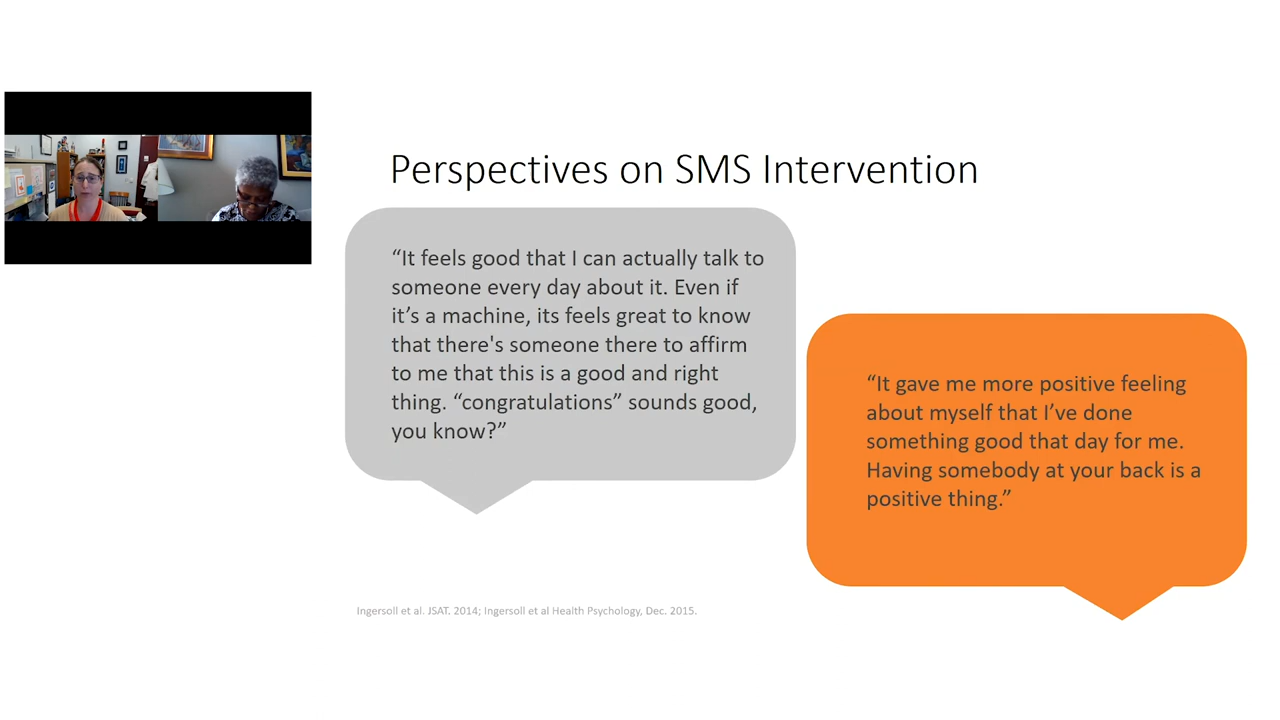 Perspectives on SMS Intervention
“It feels good that I can actually talk to
someone every day about it. Even if
it’s a machine, its feels great to know
that there's someone there to affirm
to me that this is a good and right
thing. “congratulations” sounds good,
you know?”
“It gave me more positive feeling
about myself that I’ve done
something good that day for me.
Having somebody at your back is a
positive thing.”
Ingersoll et al. JSAT. 2014; Ingersoll et al Health Psychology, Dec. 2015.